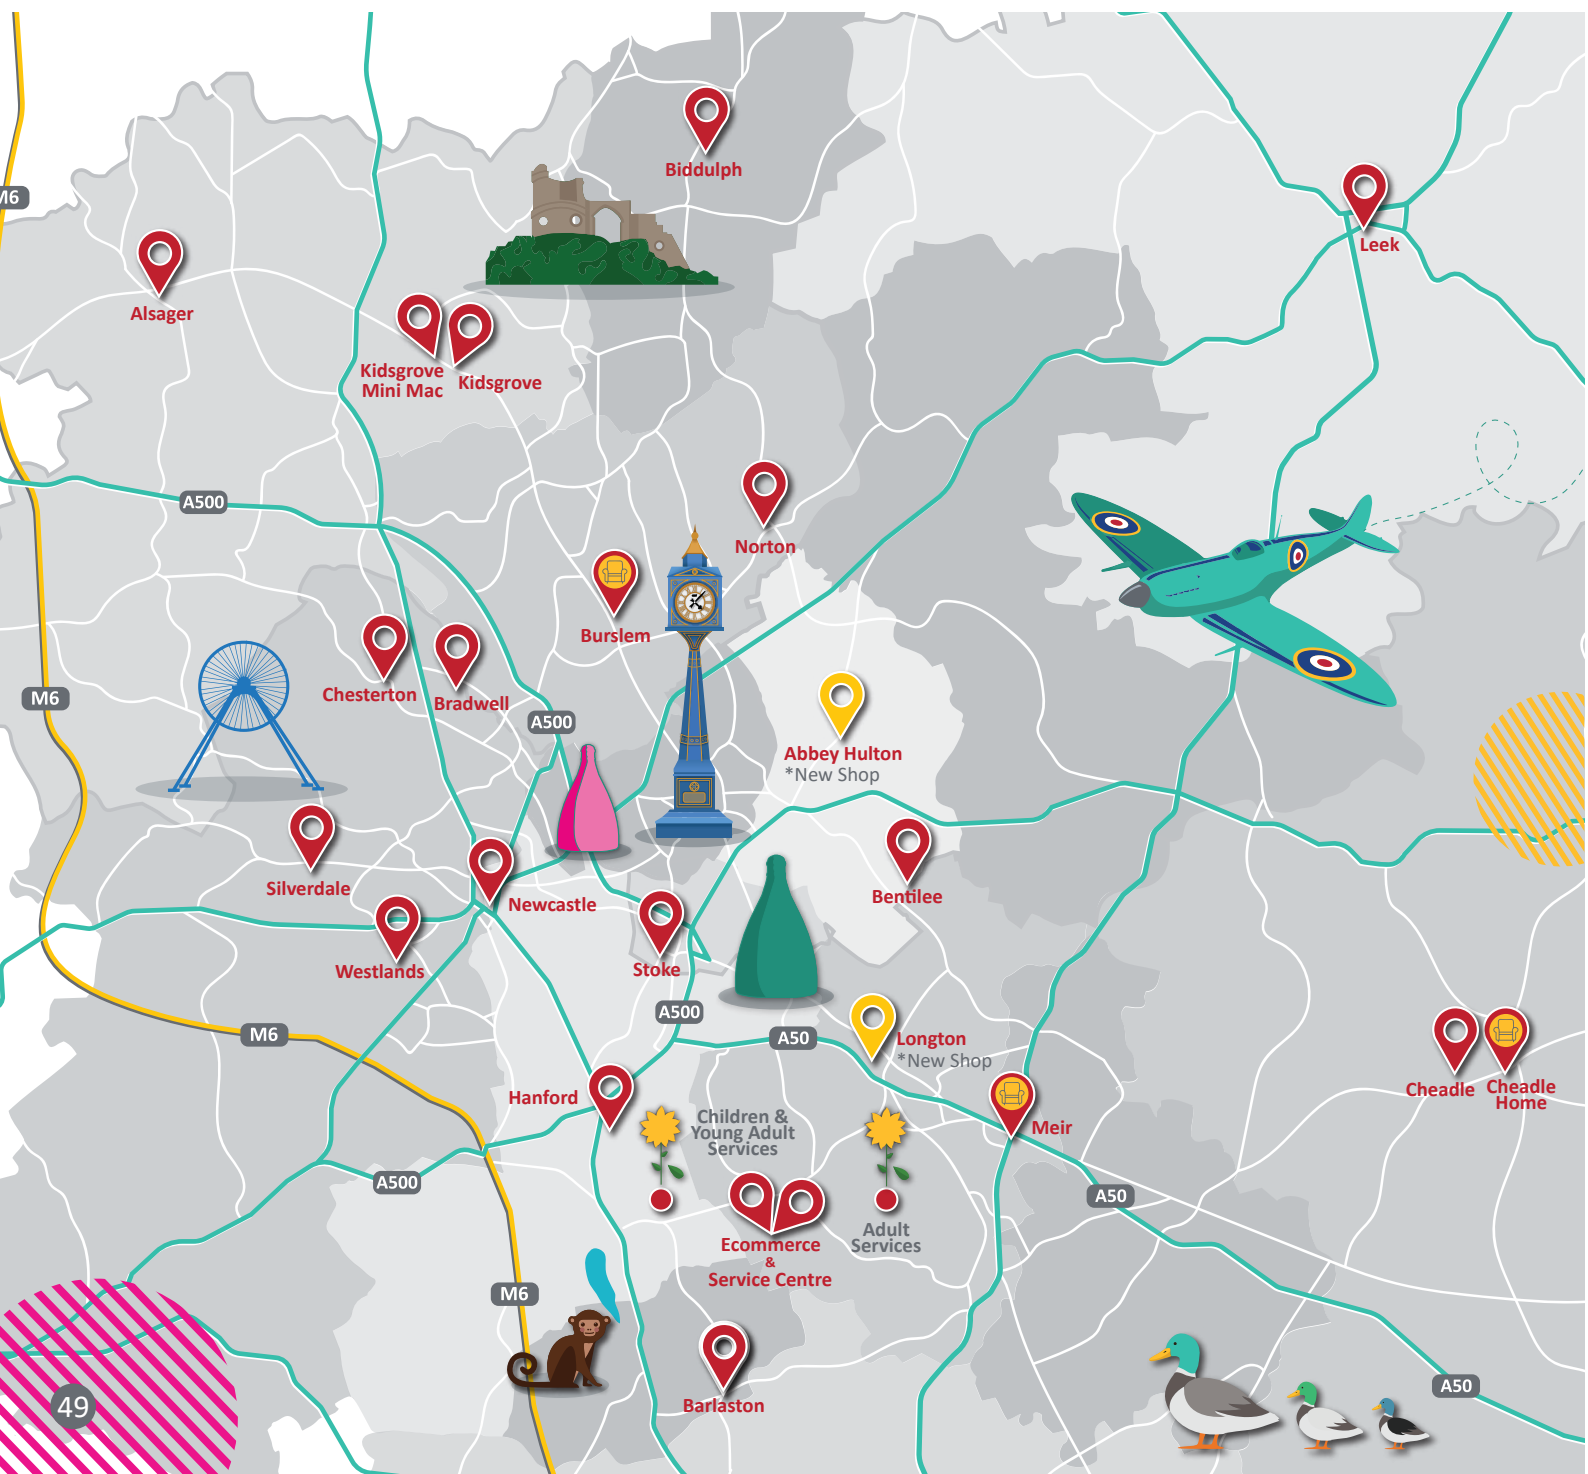 Biddulph
M6
Leek
Alsager
Kidsgrove
Mini Mac
Kidsgrove
A500
Norton
Burslem
Chesterton
Bradwell
M6
A500
Abbey Hulton
*New Shop
Silverdale
Newcastle
Bentilee
Westlands
Stoke
A500
M6
A50
Longton
*New Shop
Hanford
Children &
Young Adult
Services
Meir
Cheadle
Cheadle
Home
A500
A50
Adult
Services
Ecommerce
&
Service Centre
M6
Barlaston
A50
49